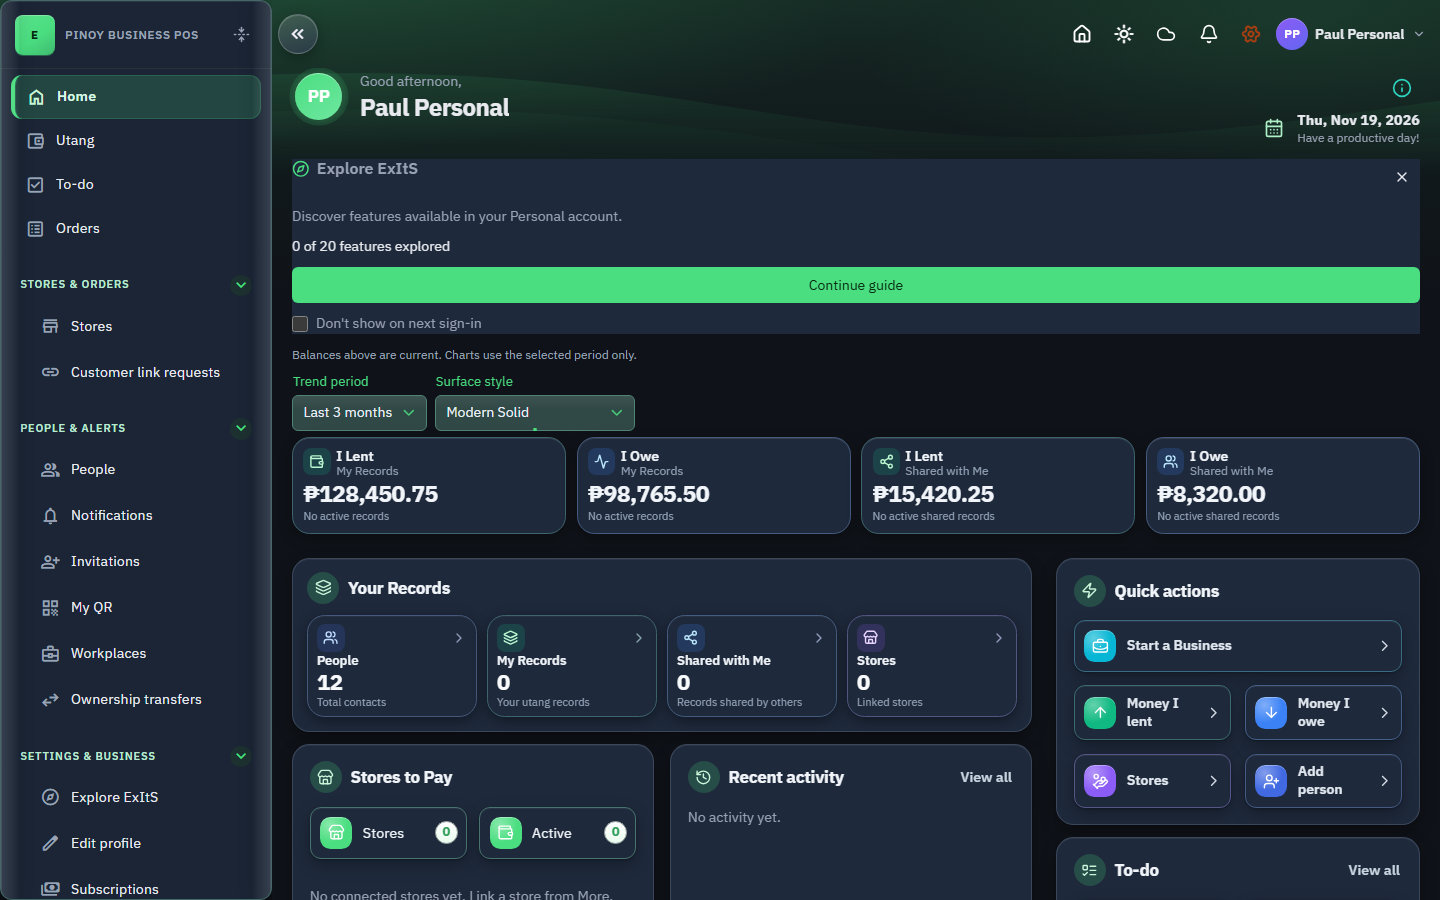 E
PINOY BUSINESS POS
Home
Utang
To-do
Orders
STORES & ORDERS
Stores
Customer link requests
PEOPLE & ALERTS
People
Notifications
Invitations
My QR
Workplaces
Ownership transfers
SETTINGS & BUSINESS
Explore ExItS
Edit profile
Subscriptions
PP
Paul Personal
PP
Good afternoon,
Paul Personal
Thu, Nov 19, 2026
Have a productive day!
Explore ExItS
Discover features available in your Personal account.
0 of 20 features explored
Continue guide
Don't show on next sign-in
Balances above are current. Charts use the selected period only.
Trend period
Surface style
Last 3 months
Modern Solid
I Lent
My Records
₱128,450.75
No active records
I Owe
My Records
₱98,765.50
No active records
I Lent
Shared with Me
₱15,420.25
No active shared records
I Owe
Shared with Me
₱8,320.00
No active shared records
Your Records
People
12
Total contacts
My Records
0
Your utang records
Shared with Me
0
Records shared by others
Stores
0
Linked stores
Quick actions
Start a Business
Money I
lent
Money I
owe
Stores
Add
person
Stores to Pay
Stores
0
Active
0
No connected stores yet. Link a store from More.
Recent activity
View all
No activity yet.
To-do
View all